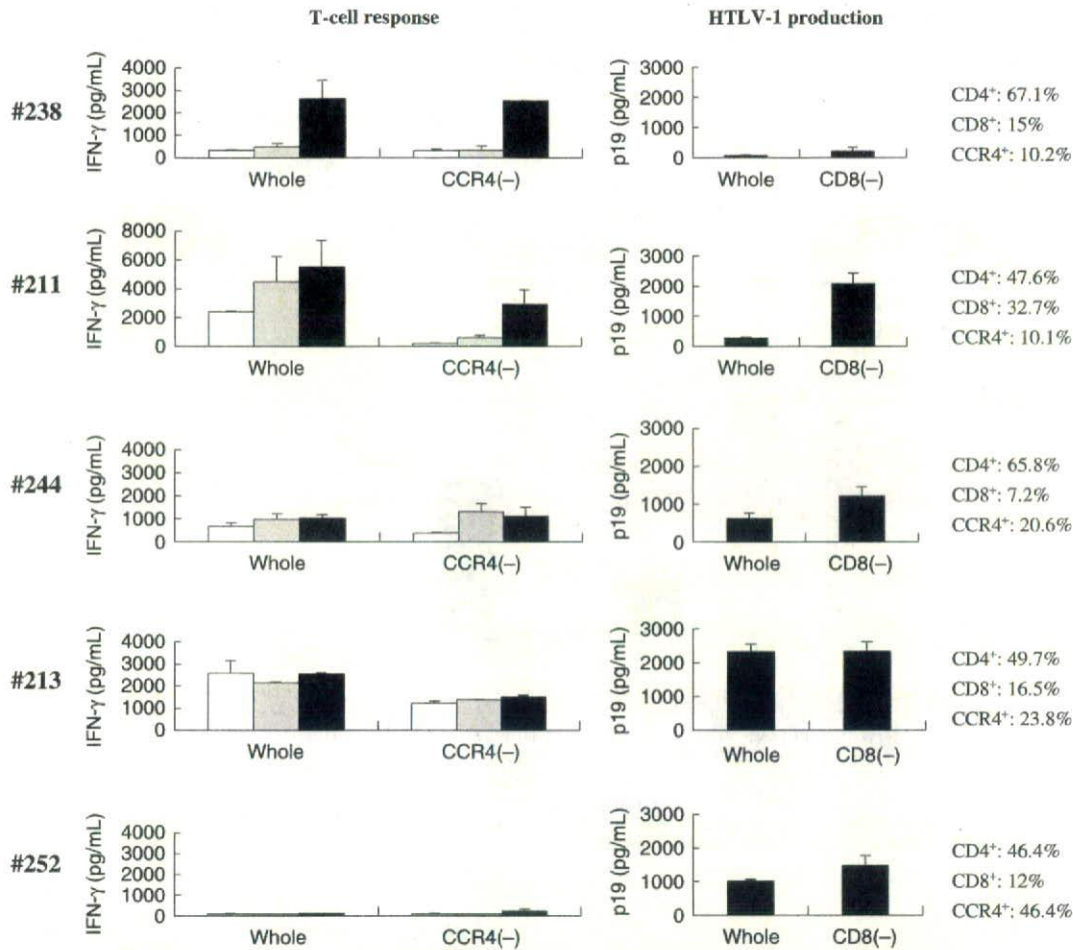 T-cell response
HTLV-1 production
#238
IFN-γ (pg/mL)
4000
3000
2000
1000
0
Whole
CCR4(–)
p19 (pg/mL)
3000
2000
1000
0
Whole
CD8(–)
CD4⁺: 67.1%
CD8⁺: 15%
CCR4⁺: 10.2%
#211
IFN-γ (pg/mL)
8000
6000
4000
2000
0
Whole
CCR4(–)
p19 (pg/mL)
3000
2000
1000
0
Whole
CD8(–)
CD4⁺: 47.6%
CD8⁺: 32.7%
CCR4⁺: 10.1%
#244
IFN-γ (pg/mL)
4000
3000
2000
1000
0
Whole
CCR4(–)
p19 (pg/mL)
3000
2000
1000
0
Whole
CD8(–)
CD4⁺: 65.8%
CD8⁺: 7.2%
CCR4⁺: 20.6%
#213
IFN-γ (pg/mL)
4000
3000
2000
1000
0
Whole
CCR4(–)
p19 (pg/mL)
3000
2000
1000
0
Whole
CD8(–)
CD4⁺: 49.7%
CD8⁺: 16.5%
CCR4⁺: 23.8%
#252
IFN-γ (pg/mL)
4000
3000
2000
1000
0
Whole
CCR4(–)
p19 (pg/mL)
3000
2000
1000
0
Whole
CD8(–)
CD4⁺: 46.4%
CD8⁺: 12%
CCR4⁺: 46.4%